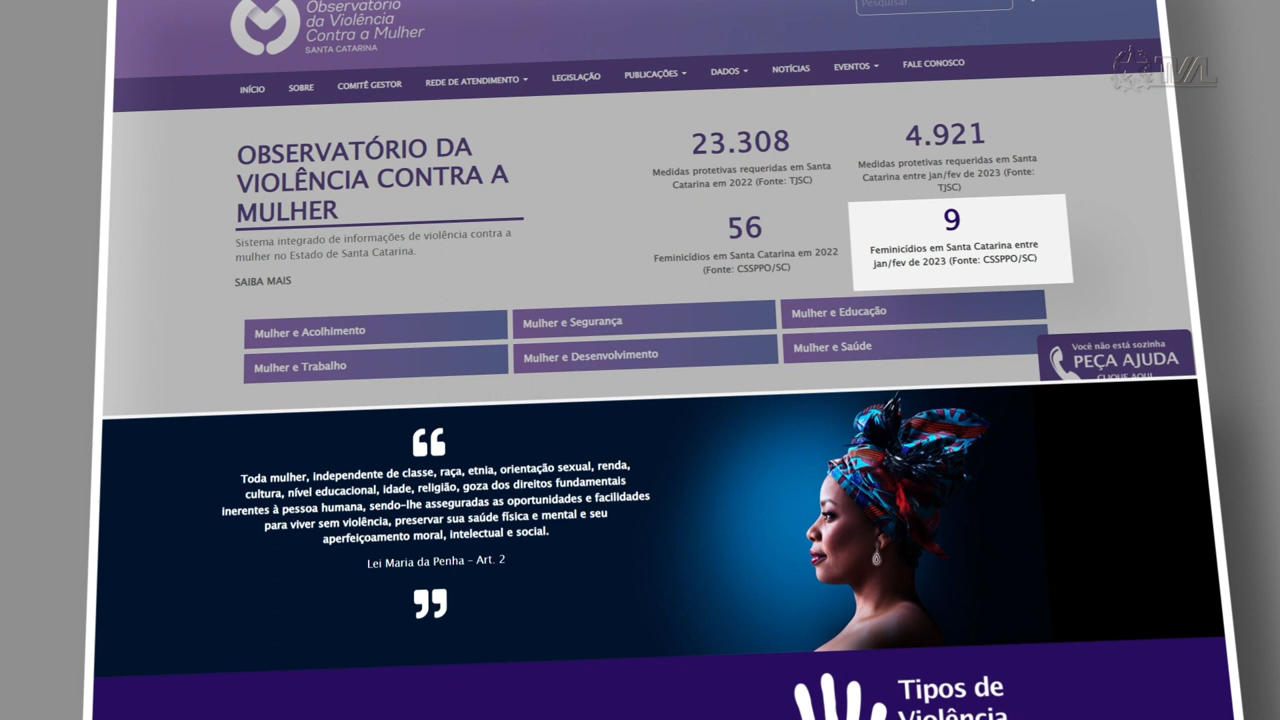 Observatório
da Violência
Contra a Mulher
SANTA CATARINA
Pesquisar...
TVAL
INÍCIO
SOBRE
COMITÊ GESTOR
REDE DE ATENDIMENTO
LEGISLAÇÃO
PUBLICAÇÕES
DADOS
NOTÍCIAS
EVENTOS
FALE CONOSCO
OBSERVATÓRIO DA
VIOLÊNCIA CONTRA A
MULHER
Sistema integrado de informações de violência contra a
mulher no Estado de Santa Catarina.
SAIBA MAIS
23.308
Medidas protetivas requeridas em Santa
Catarina em 2022 (Fonte: TJSC)
4.921
Medidas protetivas requeridas em Santa
Catarina entre jan/fev de 2023 (Fonte:
TJSC)
56
Feminicídios em Santa Catarina em 2022
(Fonte: CSSPPO/SC)
9
Feminicídios em Santa Catarina entre
jan/fev de 2023 (Fonte: CSSPPO/SC)
Mulher e Acolhimento
Mulher e Segurança
Mulher e Educação
Mulher e Trabalho
Mulher e Desenvolvimento
Mulher e Saúde
Você não está sozinha
PEÇA AJUDA
CLIQUE AQUI
“
Toda mulher, independente de classe, raça, etnia, orientação sexual, renda,
cultura, nível educacional, idade, religião, goza dos direitos fundamentais
inerentes à pessoa humana, sendo-lhe asseguradas as oportunidades e facilidades
para viver sem violência, preservar sua saúde física e mental e seu
aperfeiçoamento moral, intelectual e social.
Lei Maria da Penha – Art. 2
”
Tipos de
Violência